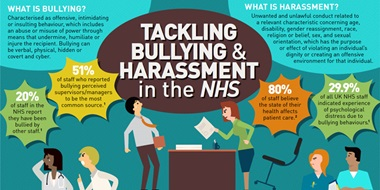 WHAT IS BULLYING?
Characterised as offensive, intimidating
or insulting behaviour, which includes
an abuse or misuse of power through
means that undermine, humiliate or
injure the recipient. Bullying can
be verbal, physical, hidden or
covert and cyber.
TACKLING
BULLYING &
HARASSMENT
in the NHS
WHAT IS HARASSMENT?
Unwanted and unlawful conduct related to
a relevant characteristic concerning age,
disability, gender reassignment, race,
religion or belief, sex, and sexual
orientation, which has the purpose
or effect of violating an individual's
dignity or creating an offensive
environment for that individual.
20%
of staff in the
NHS report
they have been
bullied by
other staff.
51%
of staff who reported
bullying perceived
supervisors/managers
to be the most
common source.
80%
of staff believe
the state of
their health
affects patient
care.
29.9%
of UK NHS staff
indicated experience
of psychological
distress due to
bullying behaviours